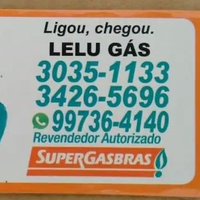 Ligou, chegou.
LELU GÁS
3035-1133
3426-5696
99736-4140
Revendedor Autorizado
SUPERGASBRAS